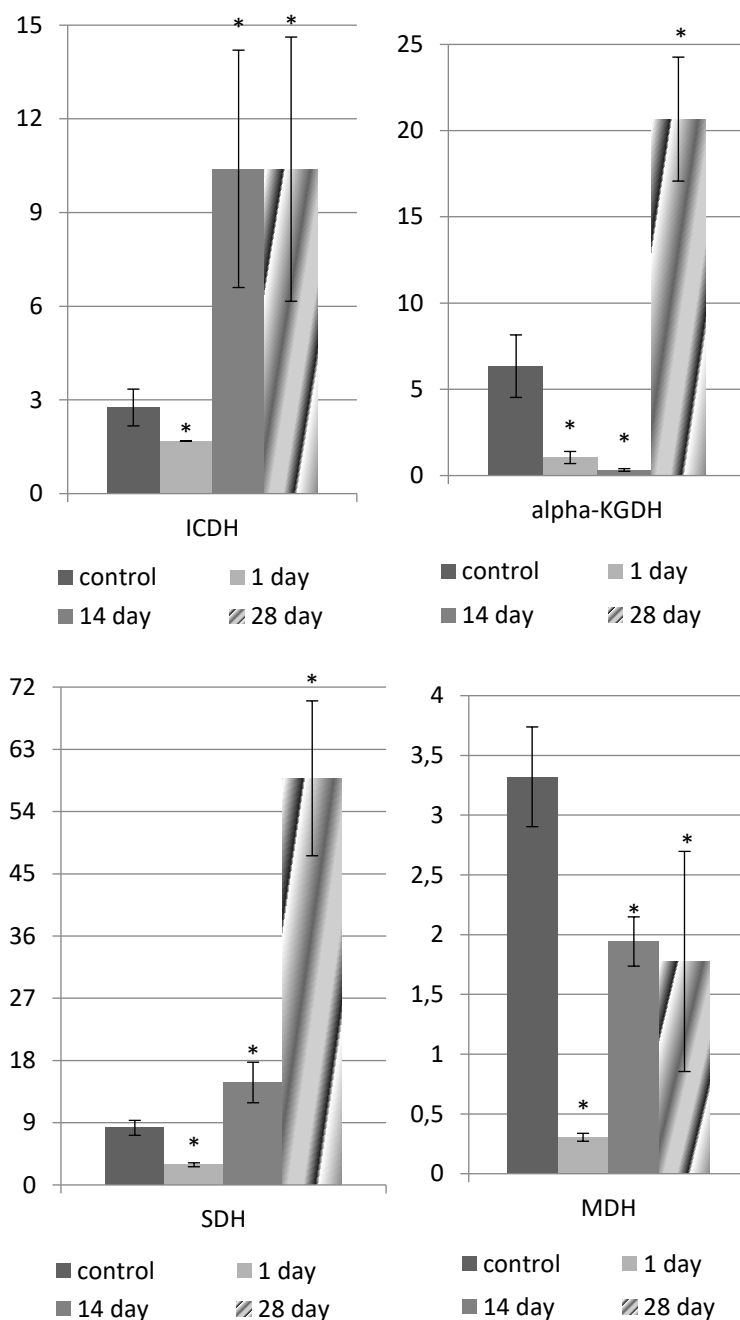 15
12
9
6
3
0
* * *
ICDH
control 1 day
14 day 28 day
25
20
15
10
5
0
* * *
alpha-KGDH
control 1 day
14 day 28 day
72
63
54
45
36
27
18
9
0
* * *
SDH
control 1 day
14 day 28 day
4
3,5
3
2,5
2
1,5
1
0,5
0
* * *
MDH
control 1 day
14 day 28 day